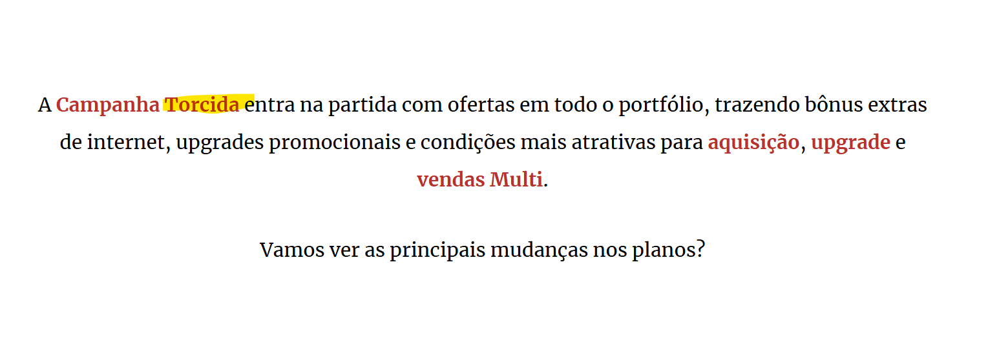 A Campanha Torcida entra na partida com ofertas em todo o portfólio, trazendo bônus extras
de internet, upgrades promocionais e condições mais atrativas para aquisição, upgrade e
vendas Multi.
Vamos ver as principais mudanças nos planos?